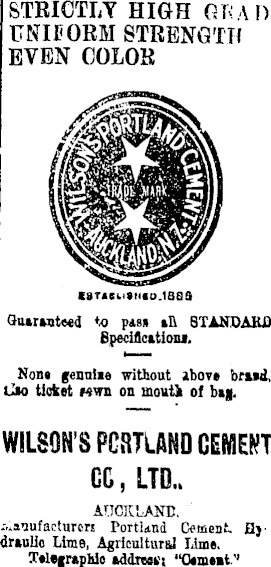 STRICTLY HIGH GRAD
UNIFORM STRENGTH
EVEN COLOR
WILSON'S PORTLAND CEMENT
TRADE MARK
AUCKLAND, N.Z.
ESTABLISHED
Guaranteed to pass all STANDARD
Specifications.
None genuine without above brand.
Also ticket sewn on mouth of bag.
WILSON'S PORTLAND CEMENT
CO, LTD..
AUCKLAND.
Manufacturers Portland Cement. Hy-
draulic Lime, Agricultural Lime.
Telegraphic address: "Cement."